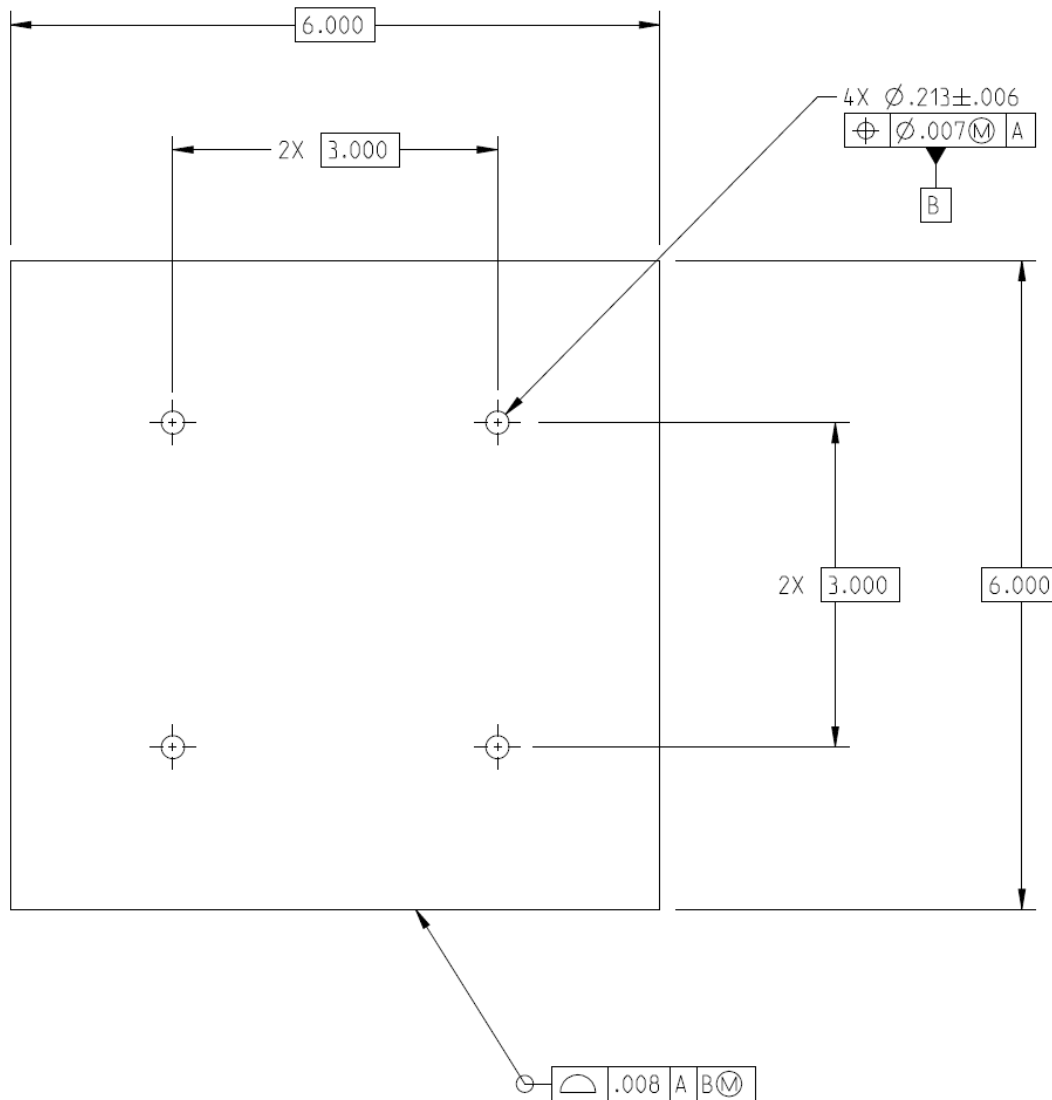 6.000
4X Ø.213±.006
⌖ Ø.007Ⓜ A
2X 3.000
B
2X 3.000
6.000
⌓ .008 A BⓂ